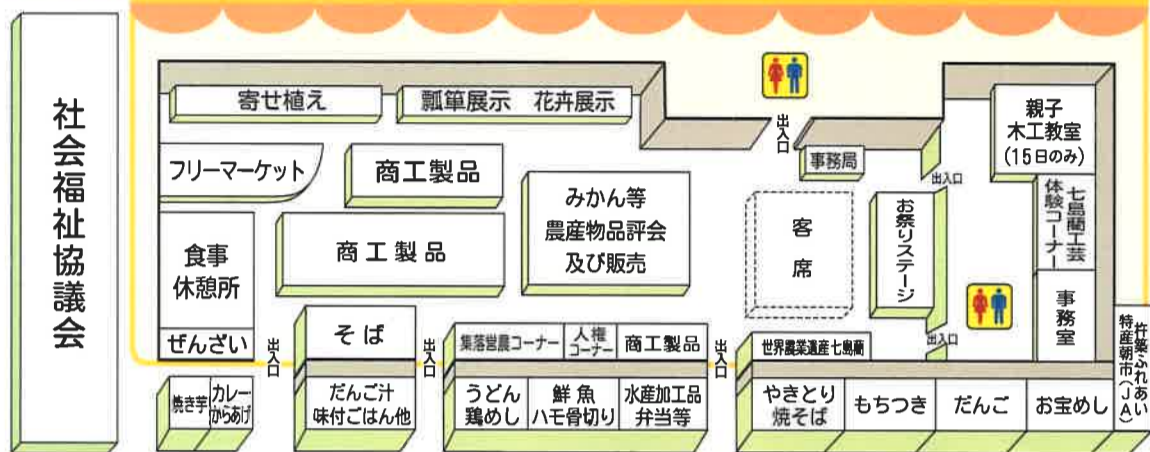 社会福祉協議会
寄せ植え
瓢箪展示 花卉展示
出入口
事務局
親子
木工教室
(15日のみ)
フリーマーケット
商工製品
みかん等
農産物品評会
及び販売
客席
お祭りステージ
出入口
七島藺工芸
体験コーナー
食事
休憩所
商工製品
事務室
ぜんざい
出入口
そば
出入口
集落営農コーナー
人権
コーナー
商工製品
出入口
世界農業遺産七島藺
出入口
杵築ふれあい
特産朝市(JA)
焼き芋
カレー・
からあげ
だんご汁
味付ごはん他
うどん
鶏めし
鮮魚
ハモ骨切り
水産加工品
弁当等
やきとり
焼そば
もちつき
だんご
お宝めし